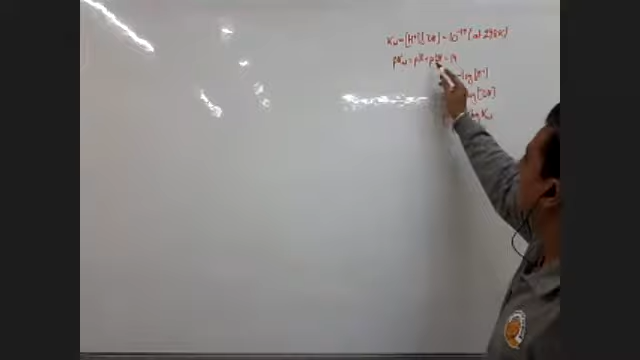 Kw = [H⁺][⁻OH] = 10⁻¹⁴ (at 298K)
pKw = pH + pOH = 14
-log[H⁺]
log[⁻OH]
log Kw